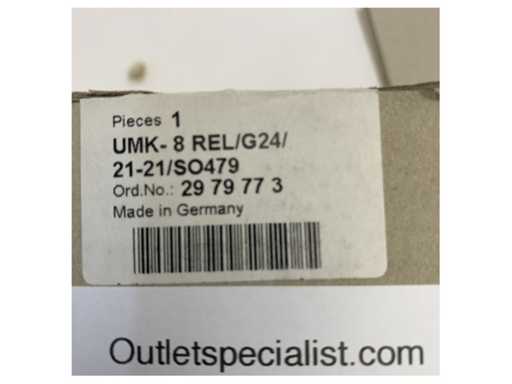 Pieces 1
UMK- 8 REL/G24/
21-21/SO479
Ord.No.: 29 79 77 3
Made in Germany
Outletspecialist.com